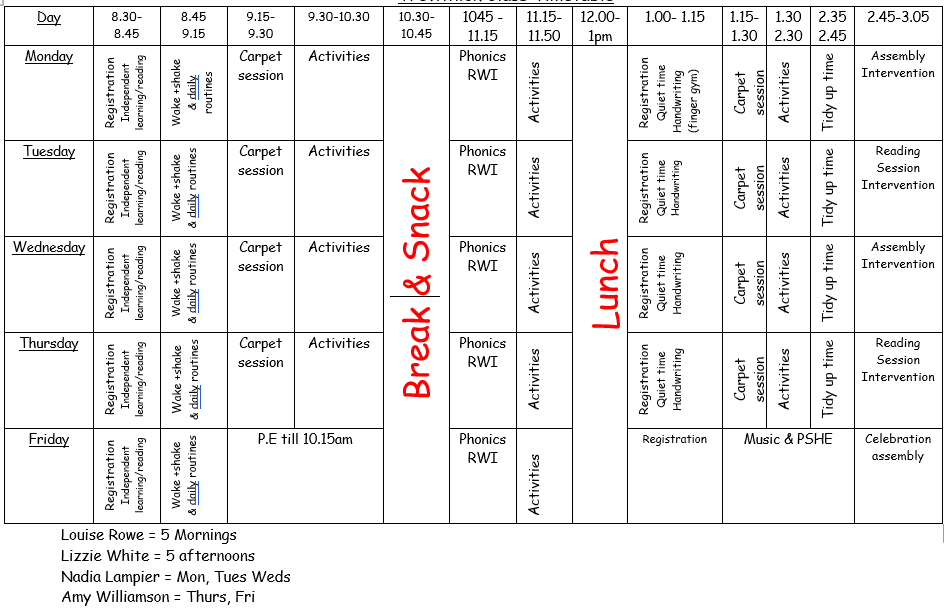 Day 8.30- 8.45 9.15- 9.30-10.30 10.30- 1045 - 11.15- 12.00- 1.00- 1.15 1.15- 1.30 2.35 2.45-3.05
8.45 9.15 9.30 10.45 11.15 11.50 1pm 1.30 2.30 2.45
Monday
Registration
Independent
learning/reading
Wake +shake
& daily
routines
Carpet
session
Activities
Phonics
RWI
Activities
Registration
Quiet time
Handwriting
(finger gym)
Carpet
session
Activities
Tidy up time
Assembly
Intervention
Tuesday
Registration
Independent
learning/reading
Wake +shake
& daily routines
Carpet
session
Activities
Phonics
RWI
Activities
Registration
Quiet time
Handwriting
Carpet
session
Activities
Tidy up time
Reading
Session
Intervention
Break & Snack
Lunch
Wednesday
Registration
Independent
learning/reading
Wake +shake
& daily routines
Carpet
session
Activities
Phonics
RWI
Activities
Registration
Quiet time
Handwriting
Carpet
session
Activities
Tidy up time
Assembly
Intervention
Thursday
Registration
Independent
learning/reading
Wake +shake
& daily routines
Carpet
session
Activities
Phonics
RWI
Activities
Registration
Quiet time
Handwriting
Carpet
session
Activities
Tidy up time
Reading
Session
Intervention
Friday
Registration
Independent
learning/reading
Wake +shake
& daily routines
P.E till 10.15am
Phonics
RWI
Activities
Registration
Music & PSHE
Celebration
assembly
Louise Rowe = 5 Mornings
Lizzie White = 5 afternoons
Nadia Lampier = Mon, Tues Weds
Amy Williamson = Thurs, Fri